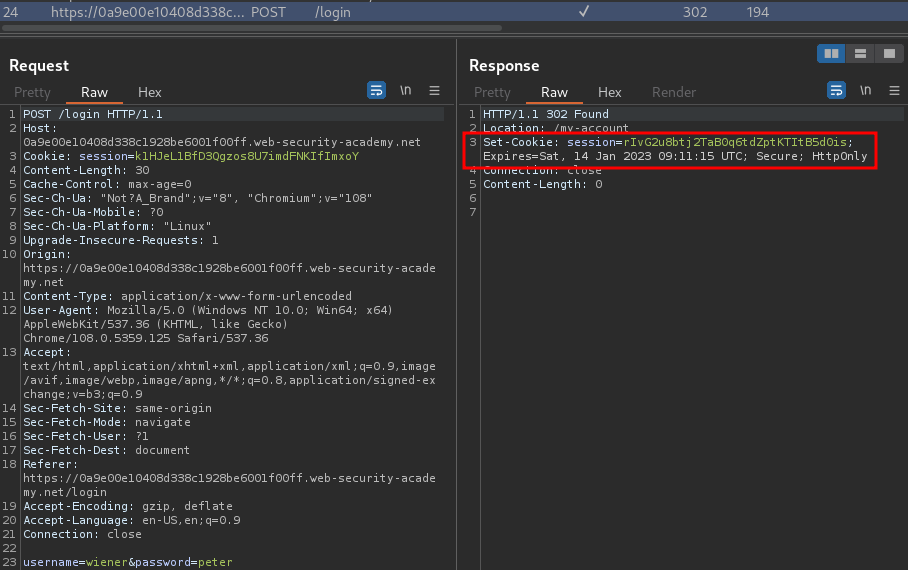 24 https://0a9e00e10408d338c... POST /login ✓ 302 194
Request
Pretty Raw Hex \n
1 POST /login HTTP/1.1
2 Host:
0a9e00e10408d338c1928be6001f00ff.web-security-academy.net
3 Cookie: session=k1HJeL1BfD3Qgzos8U7imdFNKIfImxoY
4 Content-Length: 30
5 Cache-Control: max-age=0
6 Sec-Ch-Ua: "Not?A_Brand";v="8", "Chromium";v="108"
7 Sec-Ch-Ua-Mobile: ?0
8 Sec-Ch-Ua-Platform: "Linux"
9 Upgrade-Insecure-Requests: 1
10 Origin:
https://0a9e00e10408d338c1928be6001f00ff.web-security-acade
my.net
11 Content-Type: application/x-www-form-urlencoded
12 User-Agent: Mozilla/5.0 (Windows NT 10.0; Win64; x64)
AppleWebKit/537.36 (KHTML, like Gecko)
Chrome/108.0.5359.125 Safari/537.36
13 Accept:
text/html,application/xhtml+xml,application/xml;q=0.9,image
/avif,image/webp,image/apng,*/*;q=0.8,application/signed-ex
change;v=b3;q=0.9
14 Sec-Fetch-Site: same-origin
15 Sec-Fetch-Mode: navigate
16 Sec-Fetch-User: ?1
17 Sec-Fetch-Dest: document
18 Referer:
https://0a9e00e10408d338c1928be6001f00ff.web-security-acade
my.net/login
19 Accept-Encoding: gzip, deflate
20 Accept-Language: en-US,en;q=0.9
21 Connection: close
22
23 username=wiener&password=peter
Response
Pretty Raw Hex Render \n
1 HTTP/1.1 302 Found
2 Location: /my-account
3 Set-Cookie: session=rIvG2u8btj2TaBOq6tdZptKTItB5d0is;
Expires=Sat, 14 Jan 2023 09:11:15 UTC; Secure; HttpOnly
4 Connection: close
5 Content-Length: 0
6
7